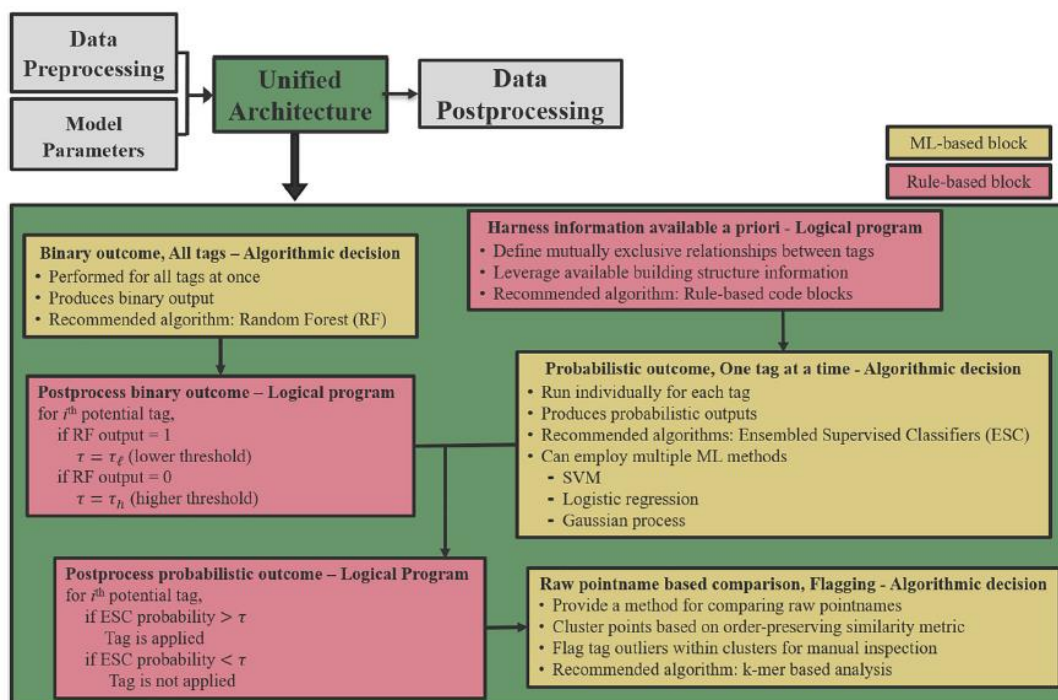 Data
Preprocessing
Model
Parameters
Unified
Architecture
Data
Postprocessing
ML-based block
Rule-based block
Binary outcome, All tags – Algorithmic decision
• Performed for all tags at once
• Produces binary output
• Recommended algorithm: Random Forest (RF)
Harness information available a priori - Logical program
• Define mutually exclusive relationships between tags
• Leverage available building structure information
• Recommended algorithm: Rule-based code blocks
Postprocess binary outcome – Logical program
for iᵗʰ potential tag,
if RF output = 1
τ = τℓ (lower threshold)
if RF output = 0
τ = τₕ (higher threshold)
Probabilistic outcome, One tag at a time - Algorithmic decision
• Run individually for each tag
• Produces probabilistic outputs
• Recommended algorithms: Ensembled Supervised Classifiers (ESC)
• Can employ multiple ML methods
- SVM
- Logistic regression
- Gaussian process
Postprocess probabilistic outcome – Logical Program
for iᵗʰ potential tag,
if ESC probability > τ
Tag is applied
if ESC probability < τ
Tag is not applied
Raw pointname based comparison, Flagging - Algorithmic decision
• Provide a method for comparing raw pointnames
• Cluster points based on order-preserving similarity metric
• Flag tag outliers within clusters for manual inspection
• Recommended algorithm: k-mer based analysis